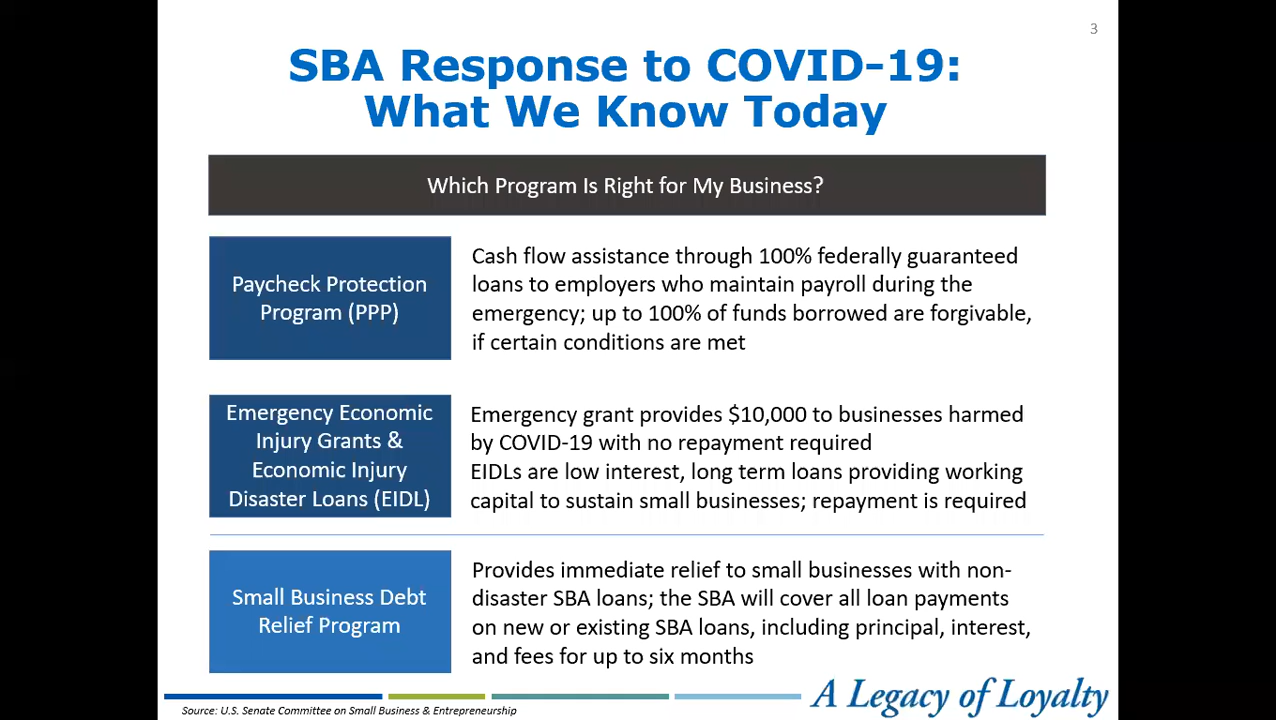 3
SBA Response to COVID-19:
What We Know Today
Which Program Is Right for My Business?
Paycheck Protection
Program (PPP)
Cash flow assistance through 100% federally guaranteed
loans to employers who maintain payroll during the
emergency; up to 100% of funds borrowed are forgivable,
if certain conditions are met
Emergency Economic
Injury Grants &
Economic Injury
Disaster Loans (EIDL)
Emergency grant provides $10,000 to businesses harmed
by COVID-19 with no repayment required
EIDLs are low interest, long term loans providing working
capital to sustain small businesses; repayment is required
Small Business Debt
Relief Program
Provides immediate relief to small businesses with non-
disaster SBA loans; the SBA will cover all loan payments
on new or existing SBA loans, including principal, interest,
and fees for up to six months
A Legacy of Loyalty
Source: U.S. Senate Committee on Small Business & Entrepreneurship